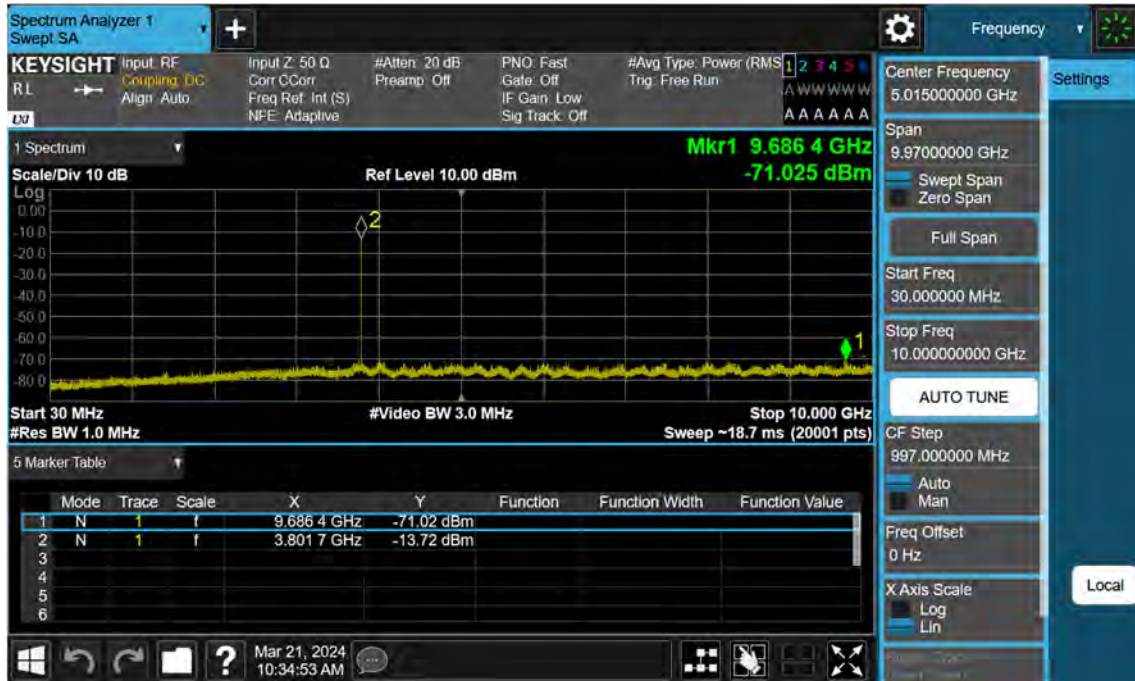 Spectrum Analyzer 1
Swept SA
+
Frequency
KEYSIGHT
RL
LXI
Input: RF
Coupling: DC
Align: Auto
Input Z: 50 Ω
Corr CCorr
Freq Ref: Int (S)
NFE: Adaptive
#Atten: 20 dB
Preamp: Off
PNO: Fast
Gate: Off
IF Gain: Low
Sig Track: Off
#Avg Type: Power (RMS
Trig: Free Run
1 2 3 4 5 6
A W W W W W
A A A A A A
Center Frequency
5.015000000 GHz
Settings
1 Spectrum
Mkr1 9.686 4 GHz
Scale/Div 10 dB
Ref Level 10.00 dBm
-71.025 dBm
Span
9.97000000 GHz
Swept Span
Zero Span
Full Span
Start Freq
30.000000 MHz
Stop Freq
10.000000000 GHz
AUTO TUNE
CF Step
997.000000 MHz
Auto
Man
Freq Offset
0 Hz
X Axis Scale
Log
Lin
Local
Log
0.00
-10.0
-20.0
-30.0
-40.0
-50.0
-60.0
-70.0
-80.0
2
1
Start 30 MHz
#Video BW 3.0 MHz
Stop 10.000 GHz
#Res BW 1.0 MHz
Sweep ~18.7 ms (20001 pts)
5 Marker Table
Mode Trace Scale X Y Function Function Width Function Value
1 N 1 f 9.686 4 GHz -71.02 dBm
2 N 1 f 3.801 7 GHz -13.72 dBm
3
4
5
6
?
Mar 21, 2024
10:34:53 AM